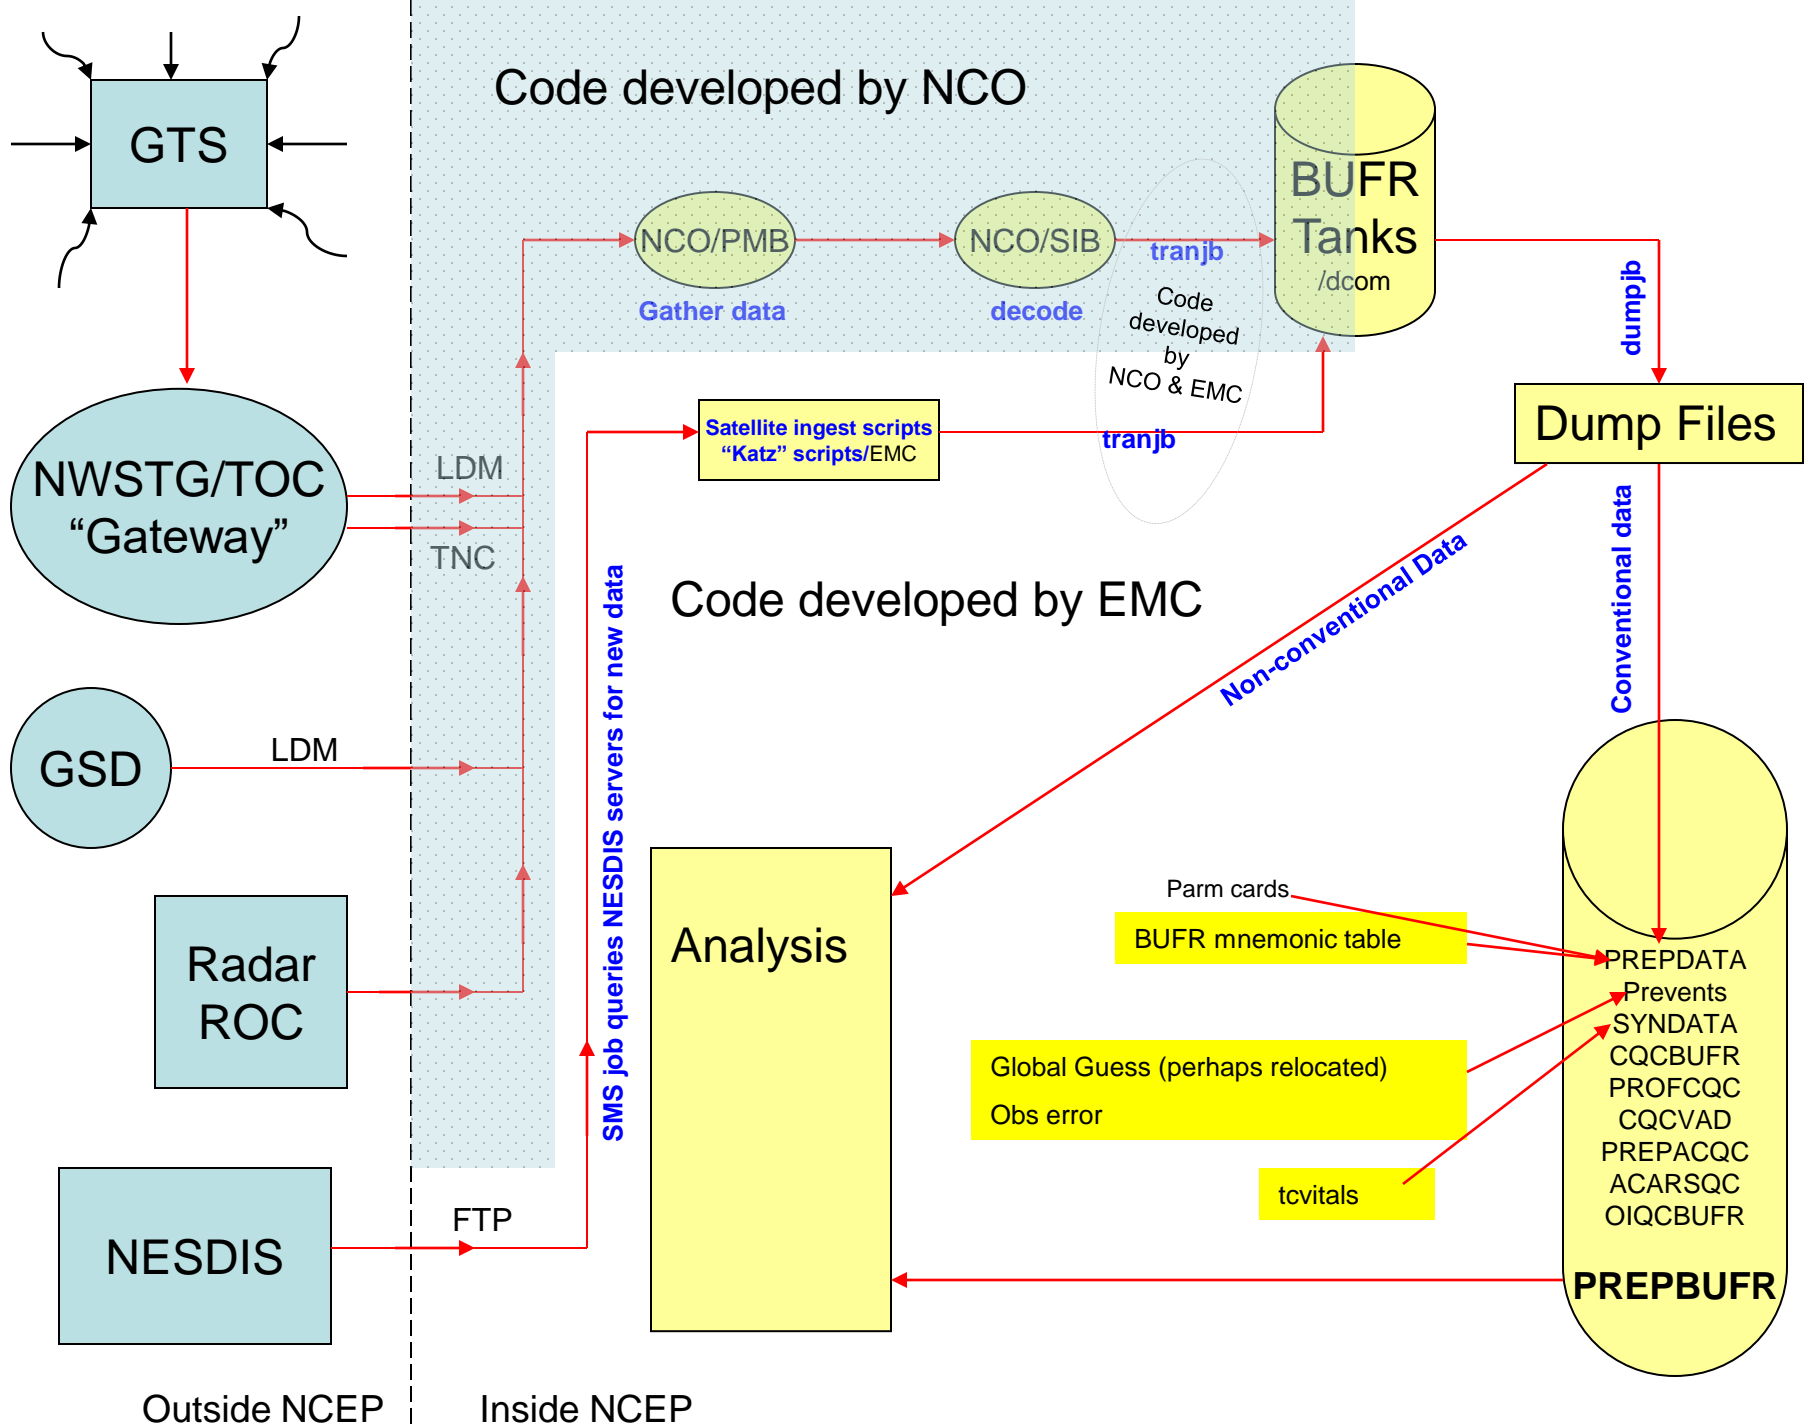 Code developed by NCO
GTS
BUFR
Tanks
/dcom
NCO/PMB
NCO/SIB
tranjb
Gather data
decode
dumpjb
Code
developed
by
NCO & EMC
Satellite ingest scripts
“Katz” scripts/EMC
tranjb
Dump Files
NWSTG/TOC
“Gateway”
LDM
TNC
Code developed by EMC
SMS job queries NESDIS servers for new data
Non-conventional Data
Conventional data
GSD
LDM
Radar
ROC
Analysis
Parm cards
BUFR mnemonic table
Global Guess (perhaps relocated)
Obs error
tcvitals
PREPDATA
Prevents
SYNDATA
CQCBUFR
PROFCQC
CQCVAD
PREPACQC
ACARSQC
OIQCBUFR
PREPBUFR
NESDIS
FTP
Outside NCEP
Inside NCEP